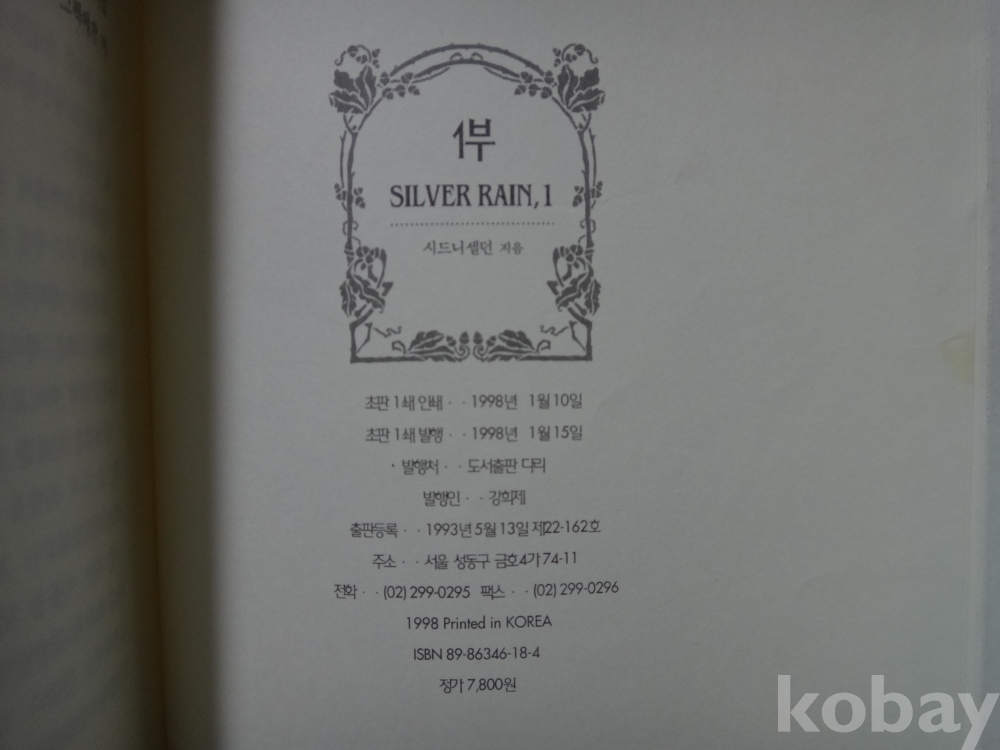 1부
SILVER RAIN, 1
시드니셀던 지음
초판 1쇄 인쇄 · · 1998년 1월10일
초판 1쇄 발행 · · 1998년 1월15일
· 발행처 · · 도서출판 다리
발행인 · · 강희제
출판등록 · · 1993년 5월 13일 제22-162호
주소 · · 서울 성동구 금호4가 74-11
전화 · · (02) 299-0295 팩스 · · (02) 299-0296
1998 Printed in KOREA
ISBN 89-86346-18-4
정가 7,800원
kobay